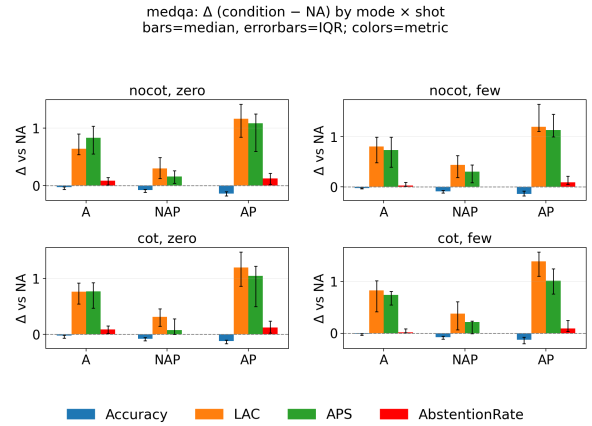 medqa: Δ (condition − NA) by mode × shot
bars=median, errorbars=IQR; colors=metric
nocot, zero
Δ vs NA
1
0
A
NAP
AP
nocot, few
Δ vs NA
1
0
A
NAP
AP
cot, zero
Δ vs NA
1
0
A
NAP
AP
cot, few
Δ vs NA
1
0
A
NAP
AP
Accuracy LAC APS AbstentionRate